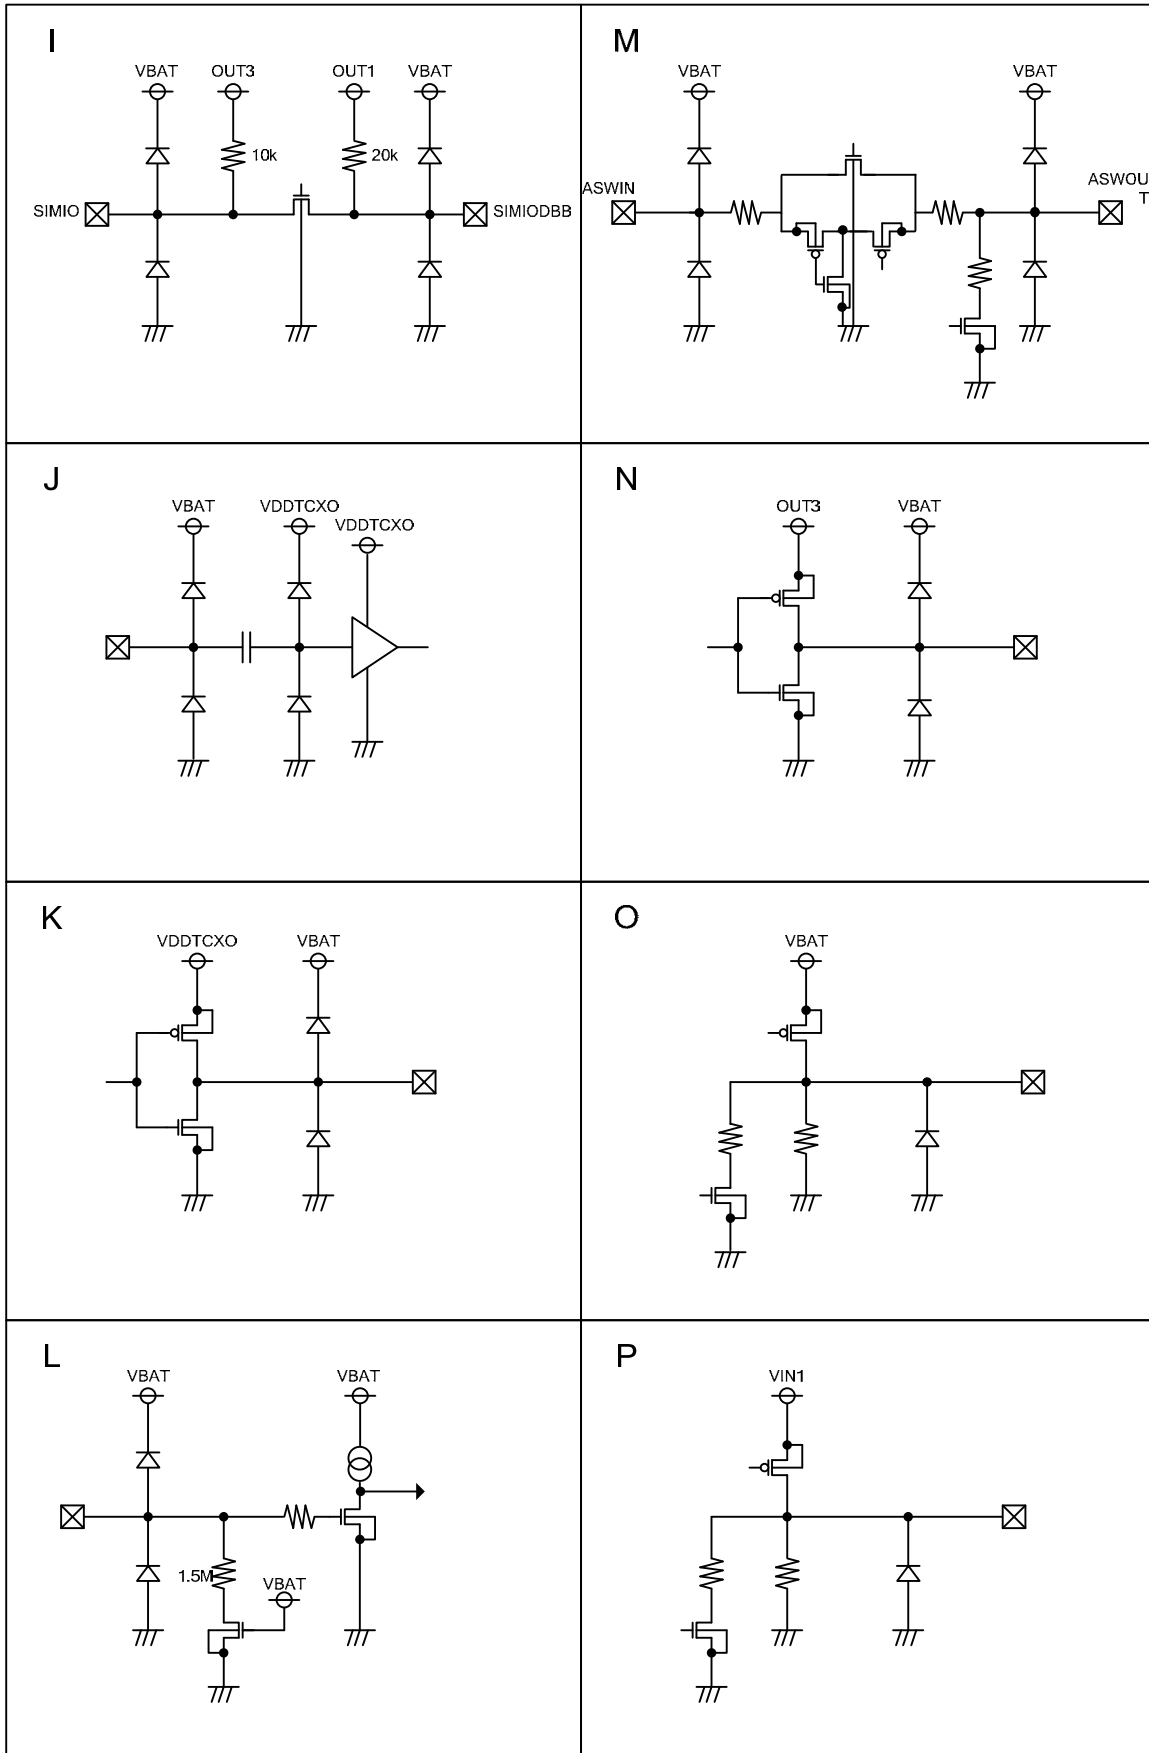 I
VBAT OUT3 OUT1 VBAT
10k 20k
SIMIO SIMIODBB
M
VBAT VBAT
ASWIN ASWOU
T
J
VBAT VDDTCXO
VDDTCXO
N
OUT3 VBAT
K
VDDTCXO VBAT
O
VBAT
L
VBAT VBAT
1.5M
VBAT
P
VIN1